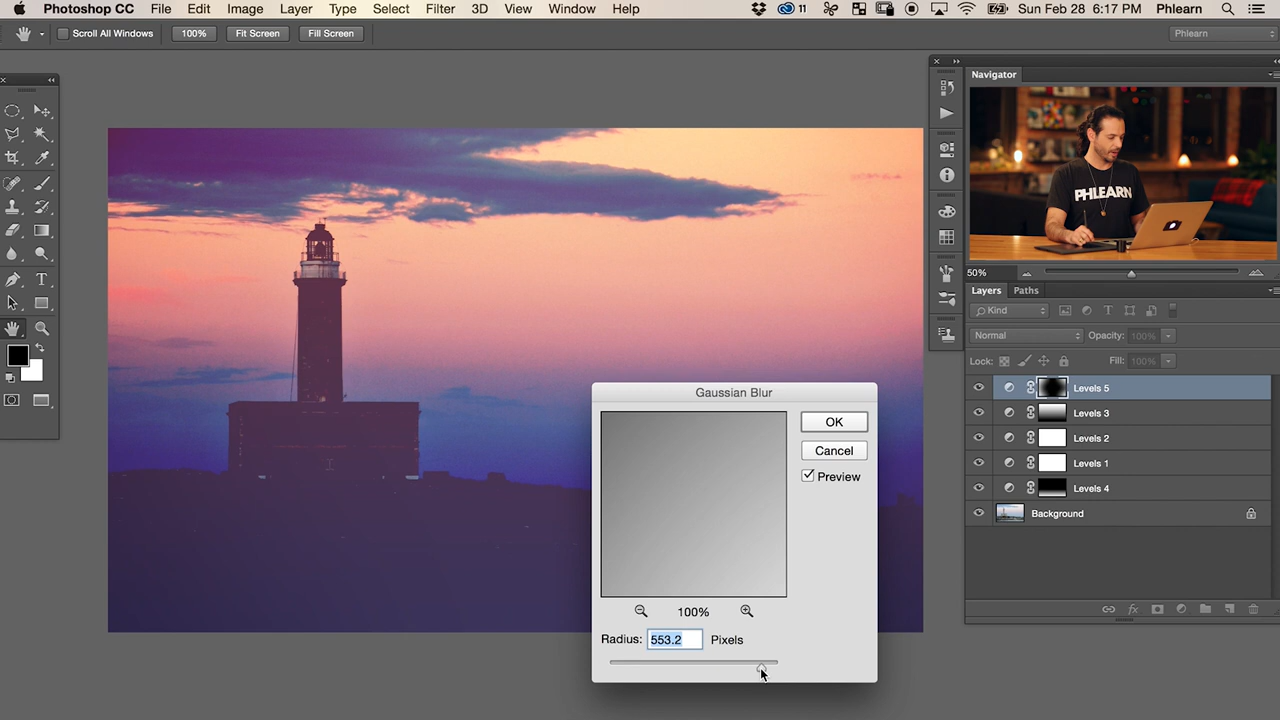 Photoshop CC File Edit Image Layer Type Select Filter 3D View Window Help 11 Sun Feb 28 6:17 PM Phlearn
Scroll All Windows 100% Fit Screen Fill Screen Phlearn
Navigator
PHLEARN
50%
Layers Paths
Kind
Normal Opacity: 100%
Lock: Fill: 100%
Levels 5
Levels 3
Levels 2
Levels 1
Levels 4
Background
Gaussian Blur
OK
Cancel
Preview
100%
Radius: 553.2 Pixels